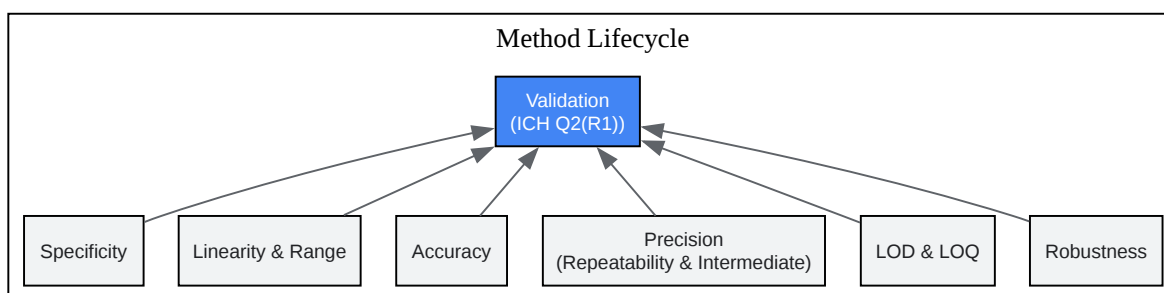 Method Lifecycle
Validation
(ICH Q2(R1))
Specificity
Linearity & Range
Accuracy
Precision
(Repeatability & Intermediate)
LOD & LOQ
Robustness